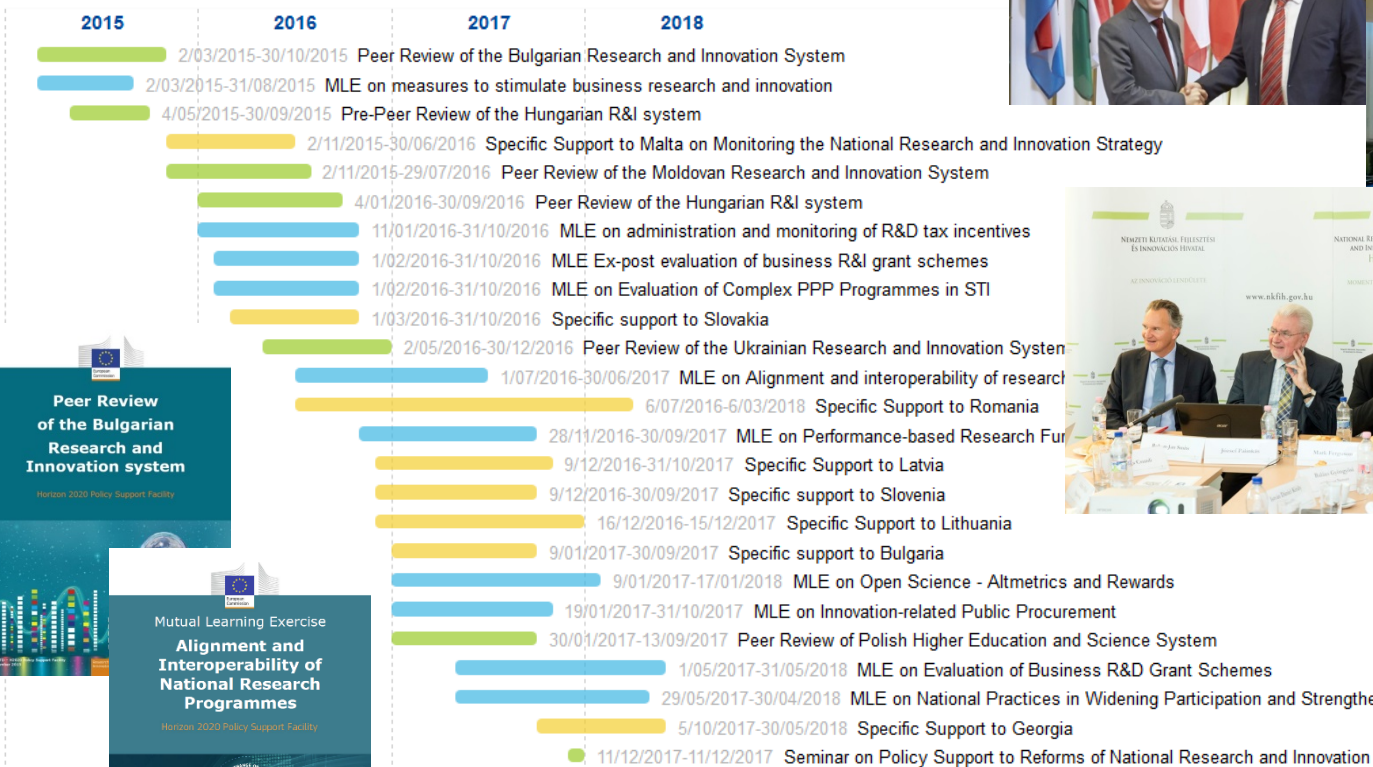 2015 2016 2017 2018
2/03/2015-30/10/2015 Peer Review of the Bulgarian Research and Innovation System
2/03/2015-31/08/2015 MLE on measures to stimulate business research and innovation
4/05/2015-30/09/2015 Pre-Peer Review of the Hungarian R&I system
2/11/2015-30/06/2016 Specific Support to Malta on Monitoring the National Research and Innovation Strategy
2/11/2015-29/07/2016 Peer Review of the Moldovan Research and Innovation System
4/01/2016-30/09/2016 Peer Review of the Hungarian R&I system
11/01/2016-31/10/2016 MLE on administration and monitoring of R&D tax incentives
1/02/2016-31/10/2016 MLE Ex-post evaluation of business R&I grant schemes
1/02/2016-31/10/2016 MLE on Evaluation of Complex PPP Programmes in STI
1/03/2016-31/10/2016 Specific support to Slovakia
2/05/2016-30/12/2016 Peer Review of the Ukrainian Research and Innovation System
1/07/2016-30/06/2017 MLE on Alignment and interoperability of research
6/07/2016-6/03/2018 Specific Support to Romania
28/11/2016-30/09/2017 MLE on Performance-based Research Fur
9/12/2016-31/10/2017 Specific Support to Latvia
9/12/2016-30/09/2017 Specific support to Slovenia
16/12/2016-15/12/2017 Specific Support to Lithuania
9/01/2017-30/09/2017 Specific support to Bulgaria
9/01/2017-17/01/2018 MLE on Open Science - Altmetrics and Rewards
19/01/2017-31/10/2017 MLE on Innovation-related Public Procurement
30/01/2017-13/09/2017 Peer Review of Polish Higher Education and Science System
1/05/2017-31/05/2018 MLE on Evaluation of Business R&D Grant Schemes
29/05/2017-30/04/2018 MLE on National Practices in Widening Participation and Strengthe
5/10/2017-30/05/2018 Specific Support to Georgia
11/12/2017-11/12/2017 Seminar on Policy Support to Reforms of National Research and Innovation
European
Commission
Peer Review
of the Bulgarian
Research and
Innovation system
Horizon 2020 Policy Support Facility
European
Commission
Mutual Learning Exercise
Alignment and
Interoperability of
National Research
Programmes
Horizon 2020 Policy Support Facility
NEMZETI KUTATÁSI, FEJLESZTÉSI
ÉS INNOVÁCIÓS HIVATAL
NATIONAL RE
AND IN
AZ INNOVÁCIÓ LENDÜLETE
www.nkfih.gov.hu